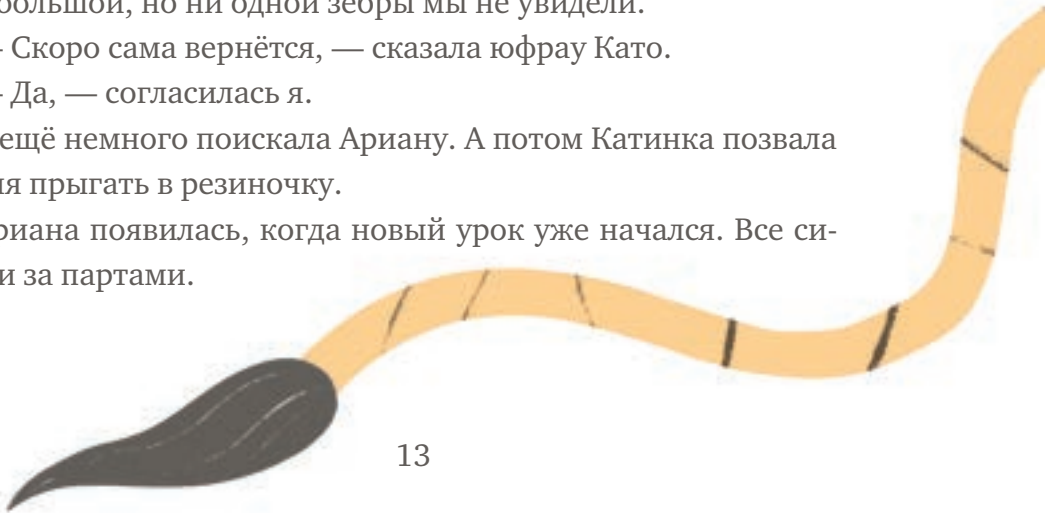 большой, но ни одной зебры мы не увидели.
— Скоро сама вернётся, — сказала юфрау Като.
— Да, — согласилась я.
ещё немного поискала Ариану. А потом Катинка позвала
прыгать в резиночку.
риана появилась, когда новый урок уже начался. Все си-
и за партами.
13